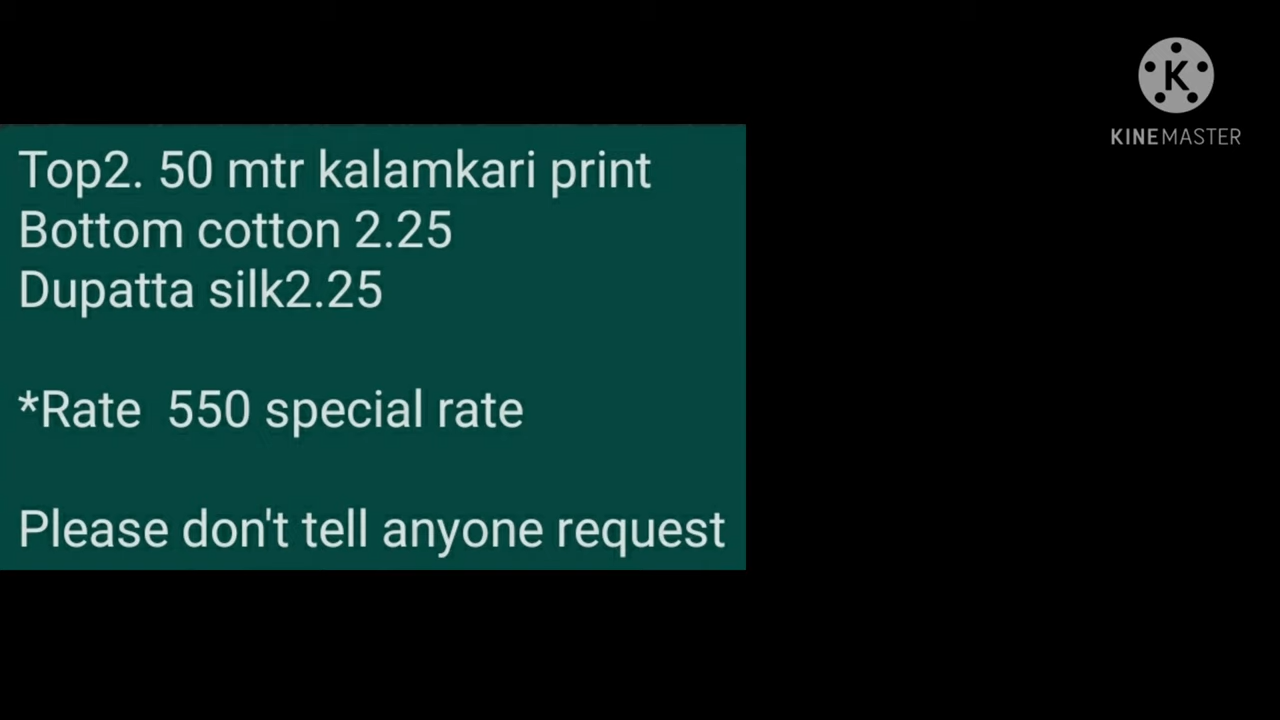 K
KINEMASTER
Top2. 50 mtr kalamkari print
Bottom cotton 2.25
Dupatta silk2.25
*Rate  550 special rate
Please don't tell anyone request